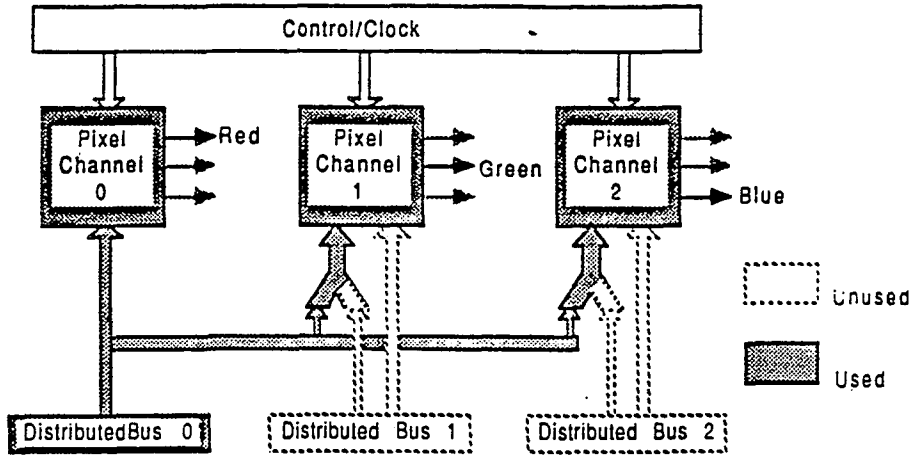 Control/Clock
Pixel
Channel
0
Red
Pixel
Channel
1
Green
Pixel
Channel
2
Blue
Unused
Used
DistributedBus 0
Distributed Bus 1
Distributed Bus 2